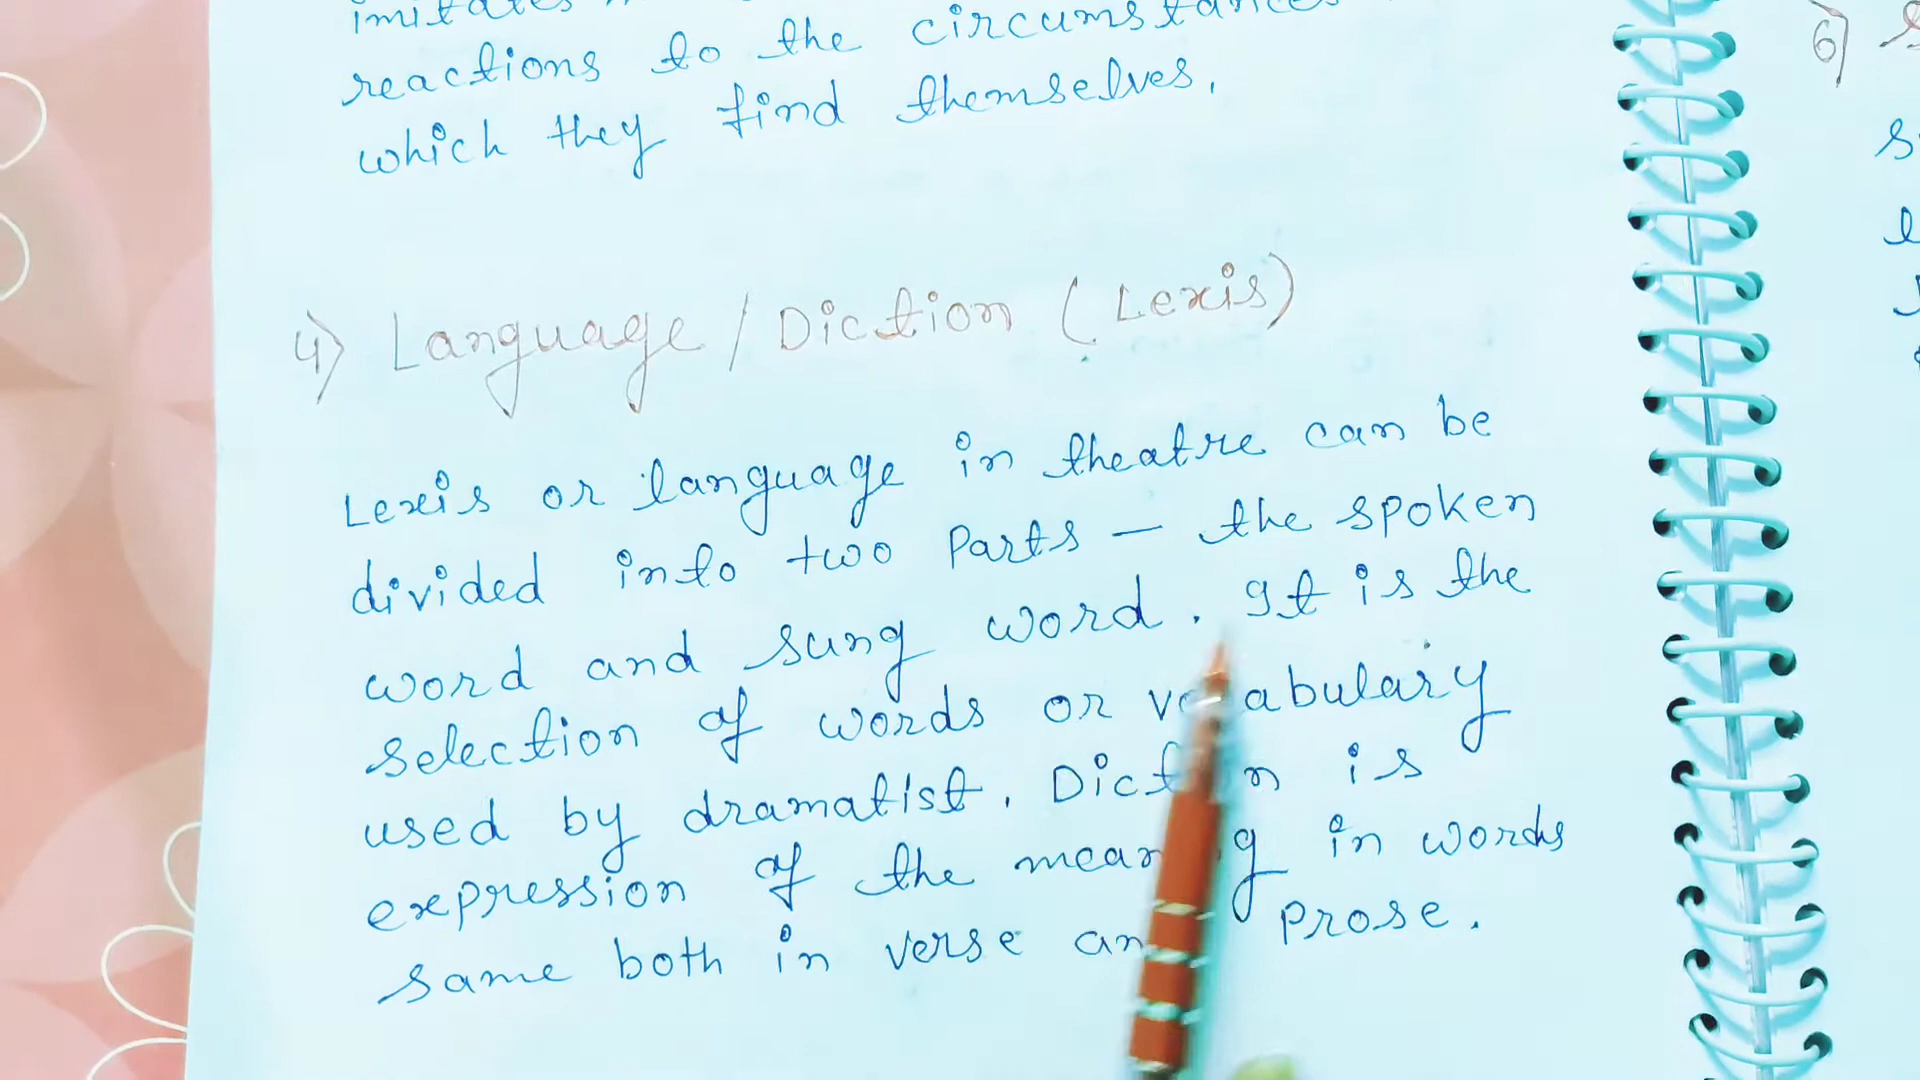 imitates
reactions to the circumstances
which they find themselves.
4) Language / Diction (Lexis)
Lexis or language in theatre can be
divided into two Parts — the spoken
word and sung word. It is the
selection of words or vocabulary
used by dramatist. Diction is
expression of the meaning in words
same both in verse and prose.
6)